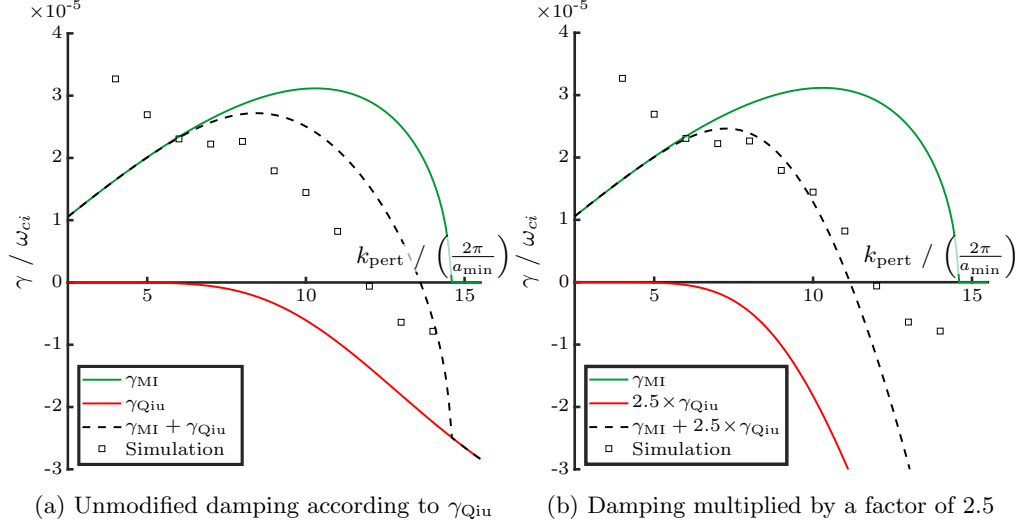 ×10⁻⁵
4
3
2
1
0
-1
-2
-3
γ / ω_ci
5
10
15
k_pert / (2π / a_min)
γ_MI
γ_Qiu
γ_MI + γ_Qiu
Simulation
(a) Unmodified damping according to γ_Qiu
×10⁻⁵
4
3
2
1
0
-1
-2
-3
γ / ω_ci
5
10
15
k_pert / (2π / a_min)
γ_MI
2.5×γ_Qiu
γ_MI + 2.5×γ_Qiu
Simulation
(b) Damping multiplied by a factor of 2.5